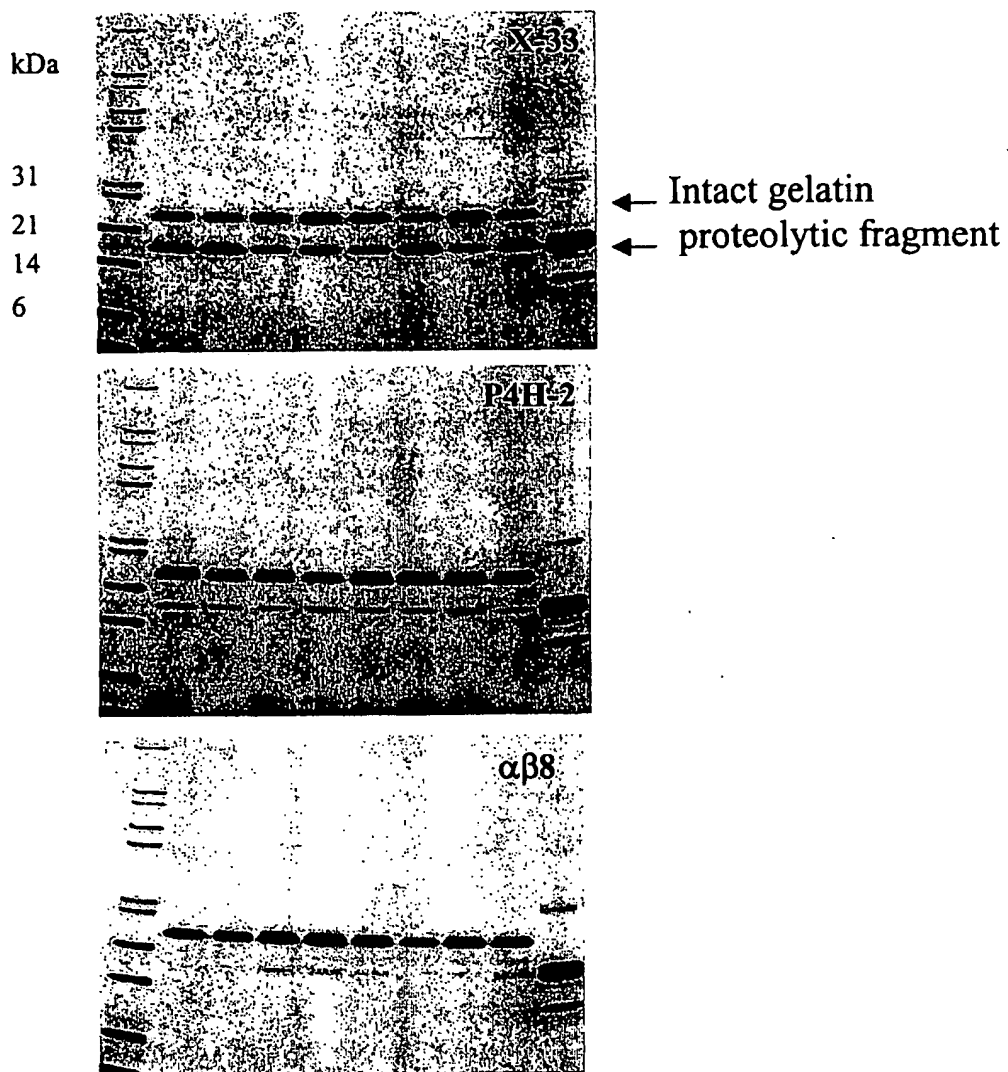 X-33
kDa
31
Intact gelatin
21
proteolytic fragment
14
6
P4H-2
αβ8